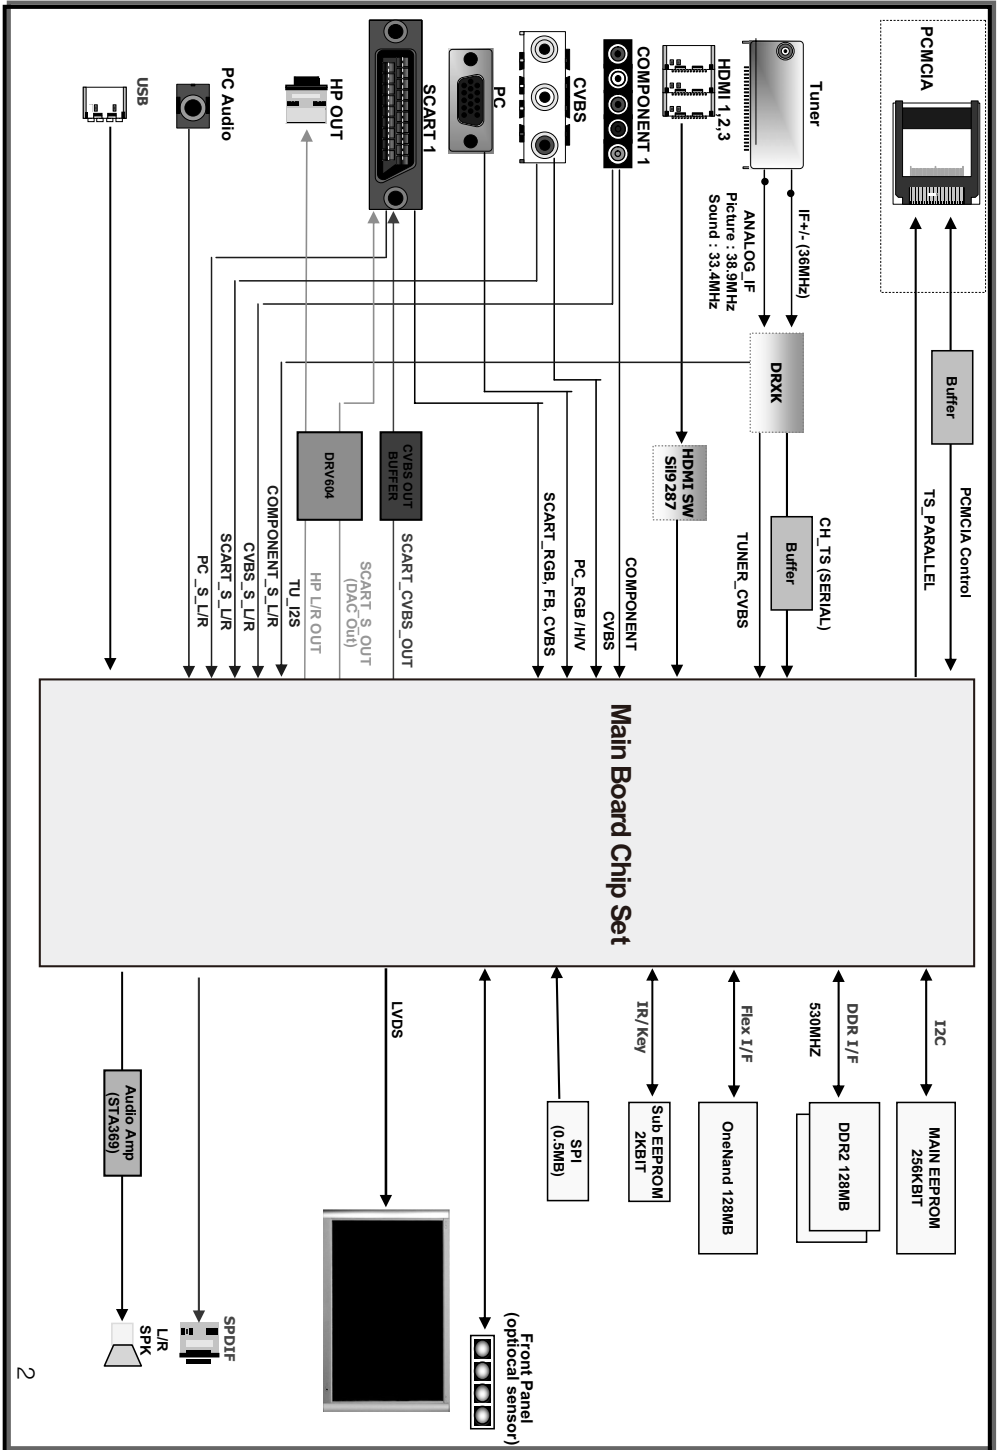 PCMCIA
Tuner
HDMI 1,2,3
COMPONENT 1
CVBS
PC
SCART 1
HP OUT
PC Audio
USB
IF+/- (36MHz)
ANALOG_IF
Picture : 38.9MHz
Sound : 33.4MHz
Buffer
DRXK
HDMI SW
Sil9287
CVBS OUT
BUFFER
DRV604
Buffer
PCMCIA Control
TS_PARALLEL
CH_TS (SERIAL)
TUNER_CVBS
COMPONENT
CVBS
PC_RGB /H/V
SCART_RGB, FB, CVBS
SCART_CVBS_OUT
SCART_S_OUT
(DAC Out)
HP L/R OUT
TU_I2S
COMPONENT_S_L/R
CVBS_S_L/R
SCART_S_L/R
PC_S_L/R
Main Board Chip Set
I2C
DDR I/F
530MHZ
Flex I/F
IR/Key
LVDS
MAIN EEPROM
256KBIT
DDR2 128MB
OneNand 128MB
Sub EEPROM
2KBIT
SPI
(0.5MB)
Audio Amp
(STA369)
Front Panel
(optiocal sensor)
SPDIF
L/R
SPK
2